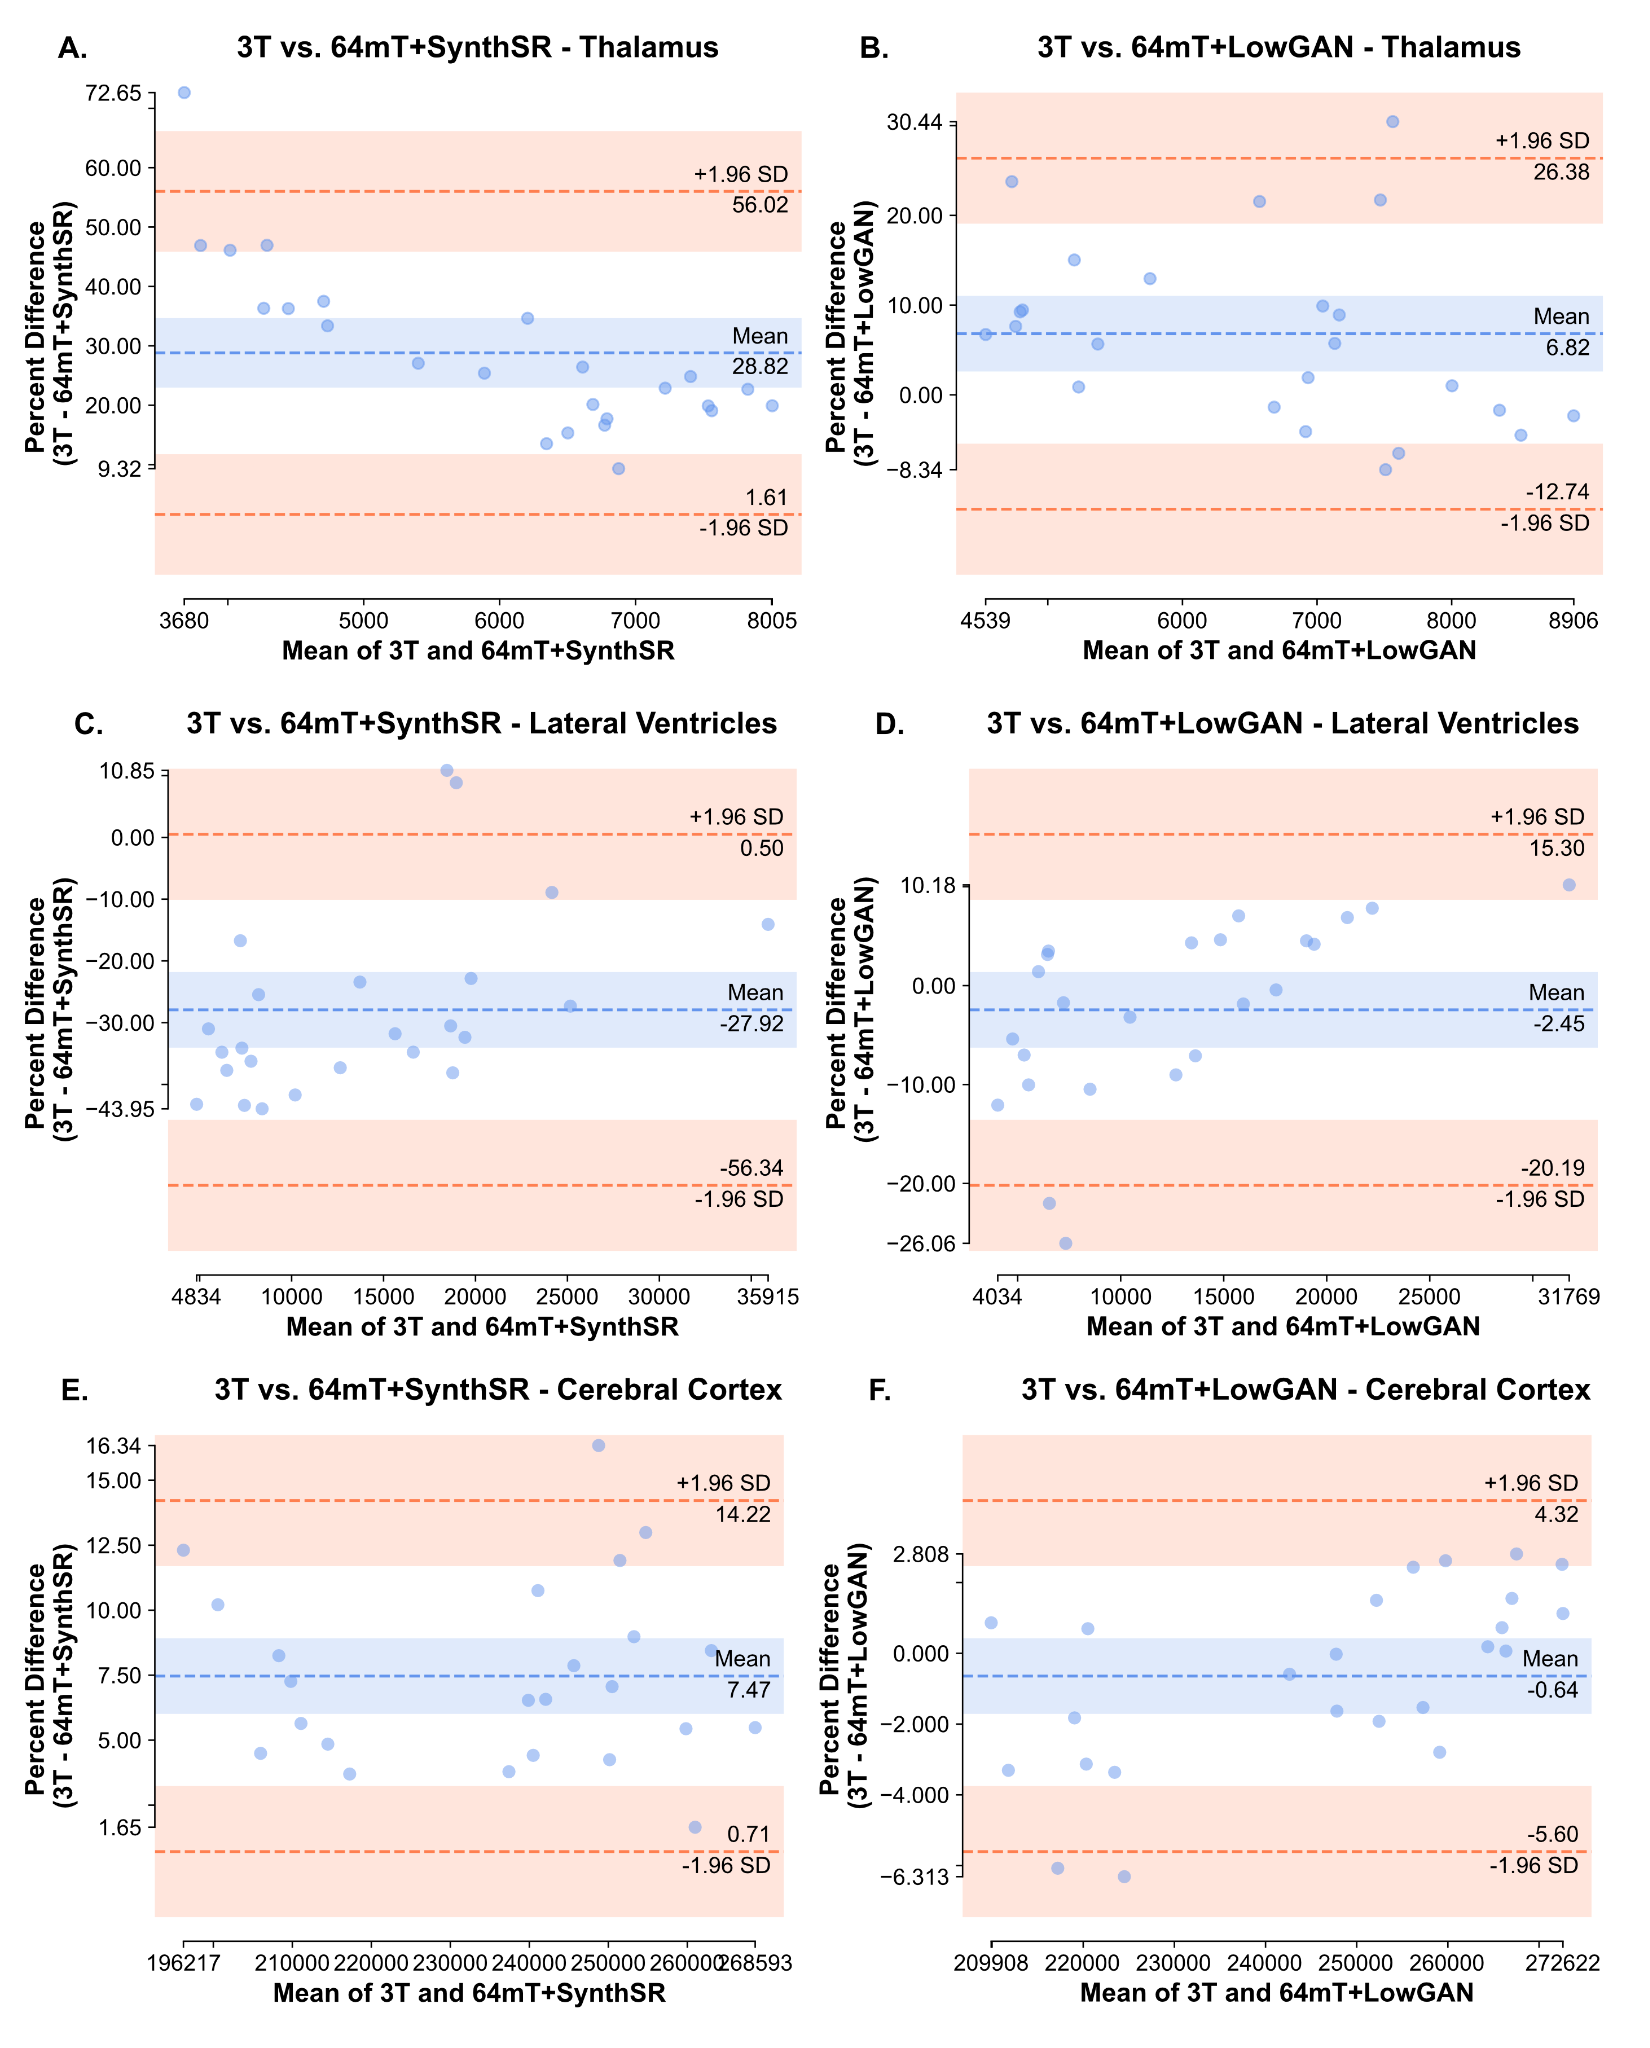 A.
3T vs. 64mT+SynthSR - Thalamus
72.65
60.00
50.00
40.00
30.00
20.00
9.32
Percent Difference
(3T - 64mT+SynthSR)
+1.96 SD
56.02
Mean
28.82
1.61
-1.96 SD
3680
5000
6000
7000
8005
Mean of 3T and 64mT+SynthSR
B.
3T vs. 64mT+LowGAN - Thalamus
30.44
20.00
10.00
0.00
−8.34
Percent Difference
(3T - 64mT+LowGAN)
+1.96 SD
26.38
Mean
6.82
-12.74
-1.96 SD
4539
6000
7000
8000
8906
Mean of 3T and 64mT+LowGAN
C.
3T vs. 64mT+SynthSR - Lateral Ventricles
10.85
0.00
−10.00
−20.00
−30.00
−43.95
Percent Difference
(3T - 64mT+SynthSR)
+1.96 SD
0.50
Mean
-27.92
-56.34
-1.96 SD
4834
10000
15000
20000
25000
30000
35915
Mean of 3T and 64mT+SynthSR
D.
3T vs. 64mT+LowGAN - Lateral Ventricles
10.18
0.00
−10.00
−20.00
−26.06
Percent Difference
(3T - 64mT+LowGAN)
+1.96 SD
15.30
Mean
-2.45
-20.19
-1.96 SD
4034
10000
15000
20000
25000
31769
Mean of 3T and 64mT+LowGAN
E.
3T vs. 64mT+SynthSR - Cerebral Cortex
16.34
15.00
12.50
10.00
7.50
5.00
1.65
Percent Difference
(3T - 64mT+SynthSR)
+1.96 SD
14.22
Mean
7.47
0.71
-1.96 SD
196217
210000
220000
230000
240000
250000
260000
268593
Mean of 3T and 64mT+SynthSR
F.
3T vs. 64mT+LowGAN - Cerebral Cortex
2.808
0.000
−2.000
−4.000
−6.313
Percent Difference
(3T - 64mT+LowGAN)
+1.96 SD
4.32
Mean
-0.64
-5.60
-1.96 SD
209908
220000
230000
240000
250000
260000
272622
Mean of 3T and 64mT+LowGAN